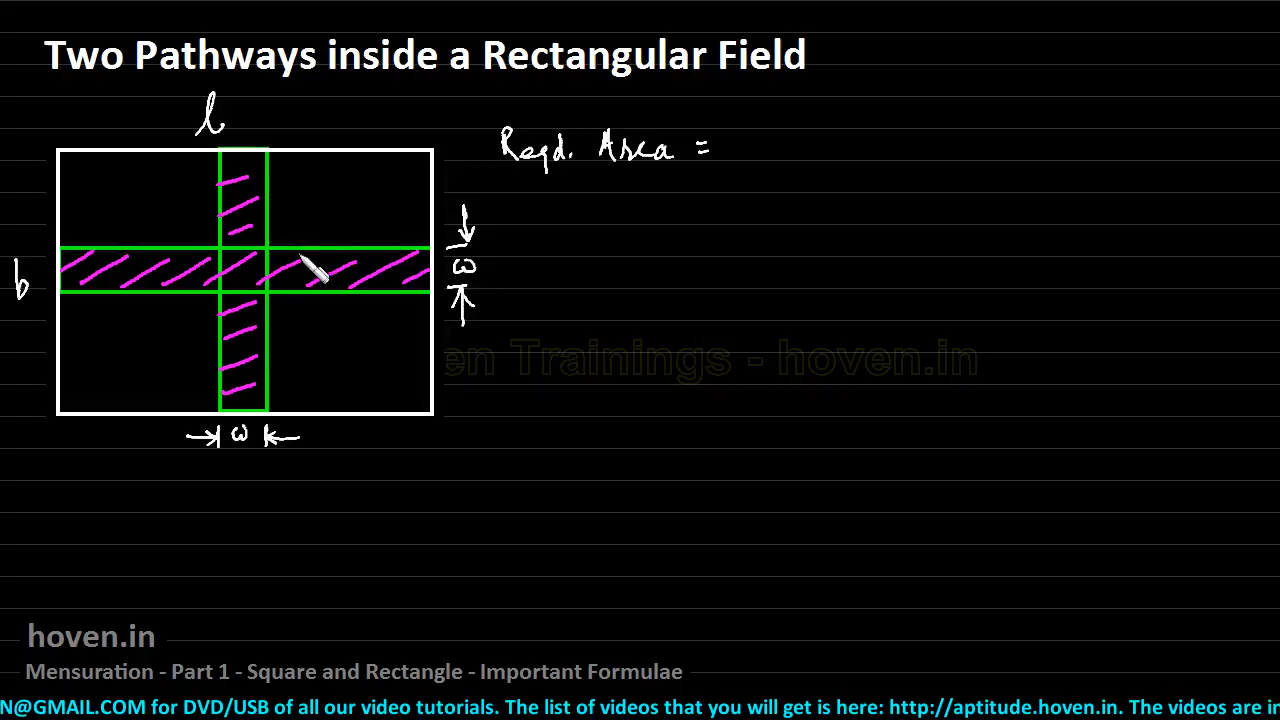 Two Pathways inside a Rectangular Field
l
Reqd. Area =
b
ω
ω
en Trainings - hoven.in
hoven.in
Mensuration - Part 1 - Square and Rectangle - Important Formulae
N@GMAIL.COM for DVD/USB of all our video tutorials. The list of videos that you will get is here: http://aptitude.hoven.in. The videos are i